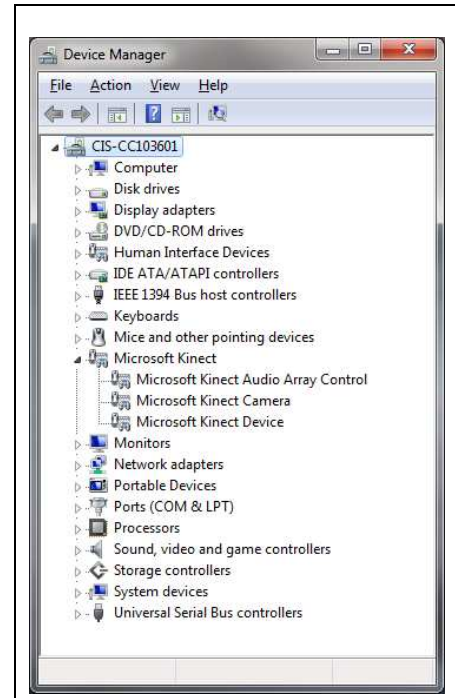 Device Manager
File Action View Help
CIS-CC103601
Computer
Disk drives
Display adapters
DVD/CD-ROM drives
Human Interface Devices
IDE ATA/ATAPI controllers
IEEE 1394 Bus host controllers
Keyboards
Mice and other pointing devices
Microsoft Kinect
Microsoft Kinect Audio Array Control
Microsoft Kinect Camera
Microsoft Kinect Device
Monitors
Network adapters
Portable Devices
Ports (COM & LPT)
Processors
Sound, video and game controllers
Storage controllers
System devices
Universal Serial Bus controllers